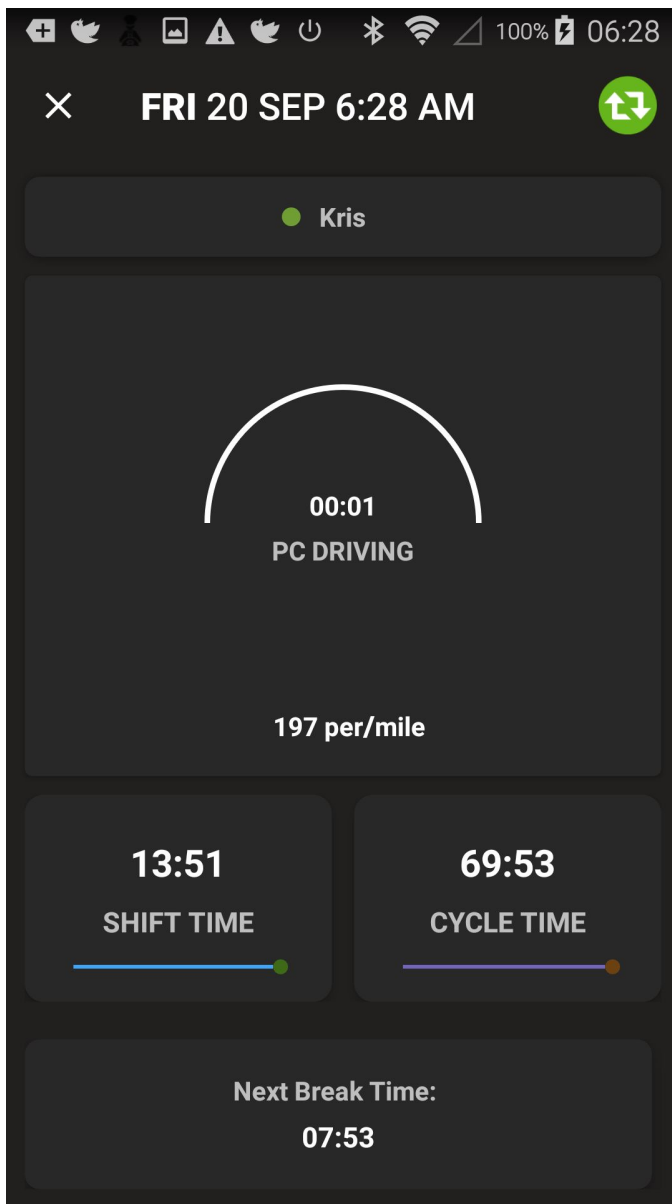 100% 06:28
FRI 20 SEP 6:28 AM
Kris
00:01
PC DRIVING
197 per/mile
13:51
SHIFT TIME
69:53
CYCLE TIME
Next Break Time:
07:53